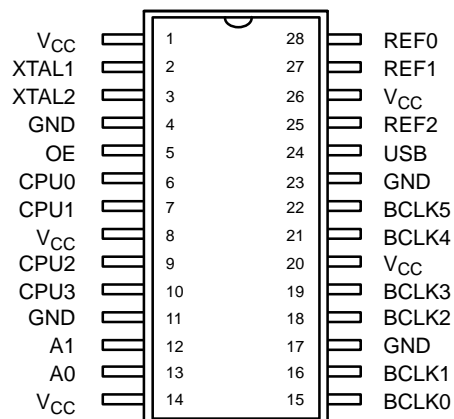 VCC 1 28 REF0
XTAL1 2 27 REF1
XTAL2 3 26 VCC
GND 4 25 REF2
OE 5 24 USB
CPU0 6 23 GND
CPU1 7 22 BCLK5
VCC 8 21 BCLK4
CPU2 9 20 VCC
CPU3 10 19 BCLK3
GND 11 18 BCLK2
A1 12 17 GND
A0 13 16 BCLK1
VCC 14 15 BCLK0